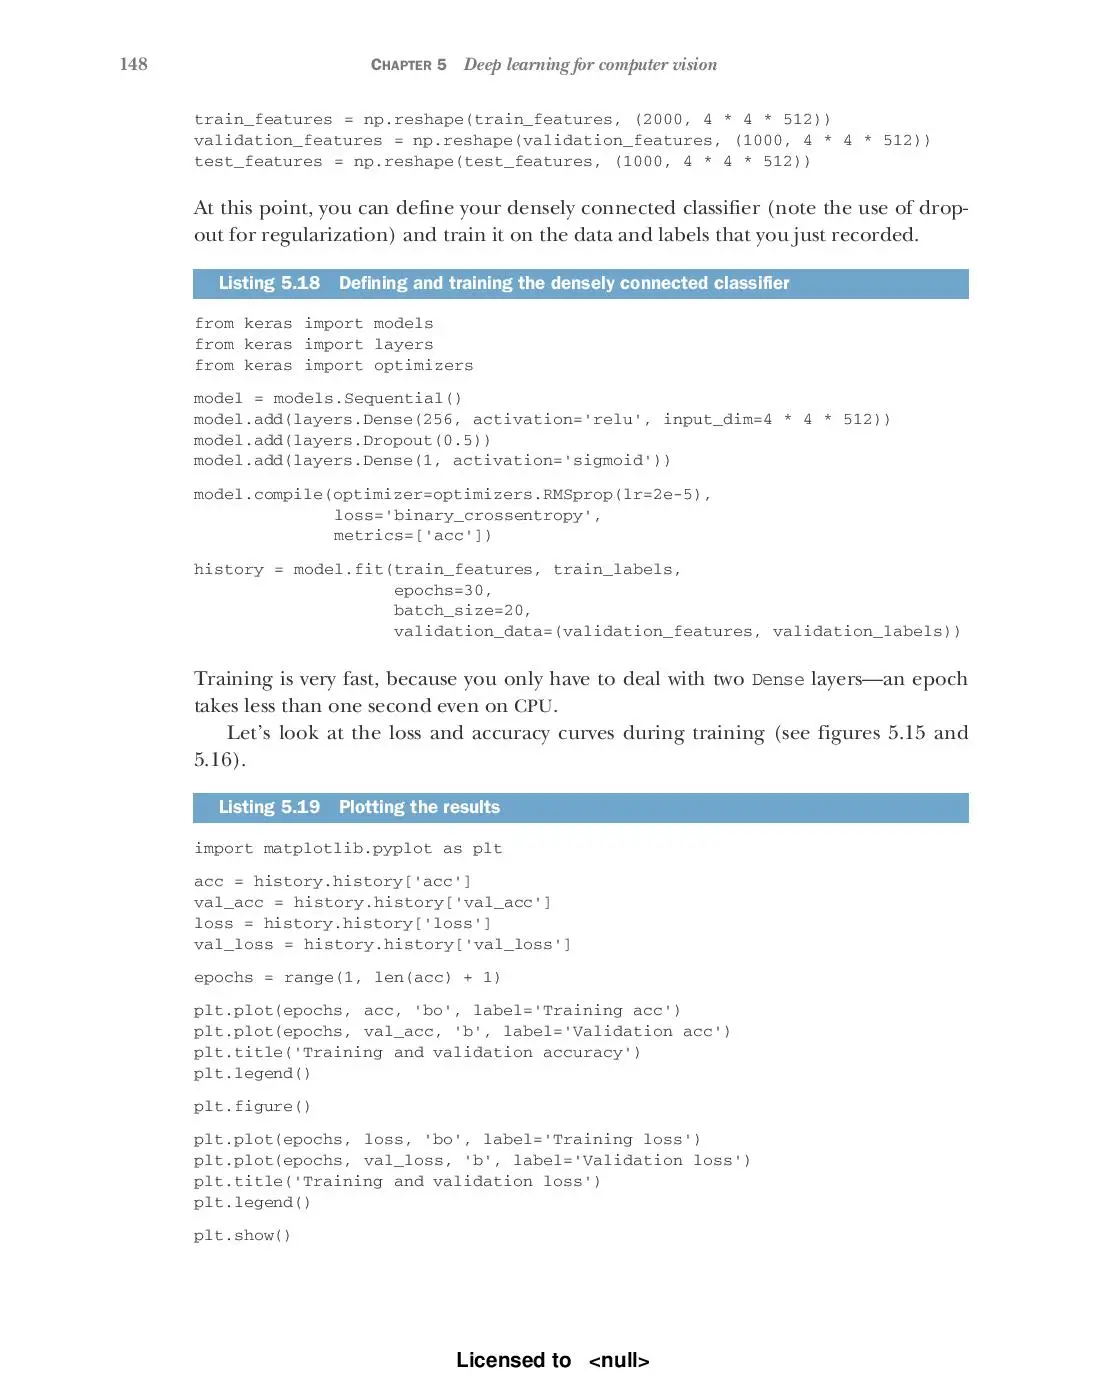 148
CHAPTER 5 Deep learning for computer vision
train_features = np.reshape(train_features, (2000, 4 * 4 * 512))
validation_features = np.reshape(validation_features, (1000, 4 * 4 * 512))
test_features = np.reshape(test_features, (1000, 4 * 4 * 512))
At this point, you can define your densely connected classifier (note the use of drop-
out for regularization) and train it on the data and labels that you just recorded.
Listing 5.18 Defining and training the densely connected classifier
from keras import models
from keras import layers
from keras import optimizers
model = models.Sequential()
model.add(layers.Dense(256, activation='relu', input_dim=4 * 4 * 512))
model.add(layers.Dropout(0.5))
model.add(layers.Dense(1, activation='sigmoid'))
model.compile(optimizer=optimizers.RMSprop(lr=2e-5),
loss='binary_crossentropy',
metrics=['acc'])
history = model.fit(train_features, train_labels,
epochs=30,
batch_size=20,
validation_data=(validation_features, validation_labels))
Training is very fast, because you only have to deal with two Dense layers—an epoch
takes less than one second even on CPU.
Let's look at the loss and accuracy curves during training (see figures 5.15 and
5.16).
Listing 5.19 Plotting the results
import matplotlib.pyplot as plt
acc = history.history['acc']
val_acc = history.history['val_acc']
loss = history.history['loss']
val_loss = history.history['val_loss']
epochs = range(1, len(acc) + 1)
plt.plot(epochs, acc, 'bo', label='Training acc')
plt.plot(epochs, val_acc, 'b', label='Validation acc')
plt.title('Training and validation accuracy')
plt.legend()
plt.figure()
plt.plot(epochs, loss, 'bo', label='Training loss')
plt.plot(epochs, val_loss, 'b', label='Validation loss')
plt.title('Training and validation loss')
plt.legend()
plt.show()
Licensed to <null>